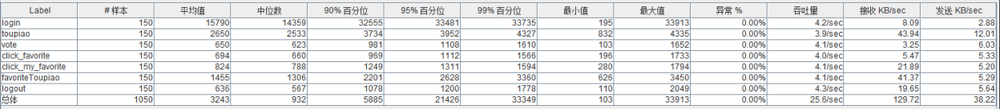 Label # 样本 平均值 中位数 90% 百分位 95% 百分位 99% 百分位 最小值 最大值 异常 % 吞吐量 接收 KB/sec 发送 KB/sec
login 150 15790 14359 32555 33481 33735 195 33913 0.00% 4.2/sec 8.09 2.88
toupiao 150 2650 2533 3734 3952 4327 832 4335 0.00% 3.9/sec 43.94 12.01
vote 150 650 623 981 1108 1610 103 1652 0.00% 4.1/sec 3.25 6.03
click_favorite 150 694 660 969 1112 1566 196 1733 0.00% 4.0/sec 5.47 5.33
click_my_favorite 150 824 788 1249 1311 1594 280 1794 0.00% 4.1/sec 21.89 5.20
favoriteToupiao 150 1455 1306 2201 2628 3360 626 3450 0.00% 4.1/sec 41.37 5.29
logout 150 636 567 1078 1200 1778 110 2049 0.00% 4.3/sec 19.65 5.64
总体 1050 3243 932 5885 21426 33349 103 33913 0.00% 25.6/sec 129.72 38.22